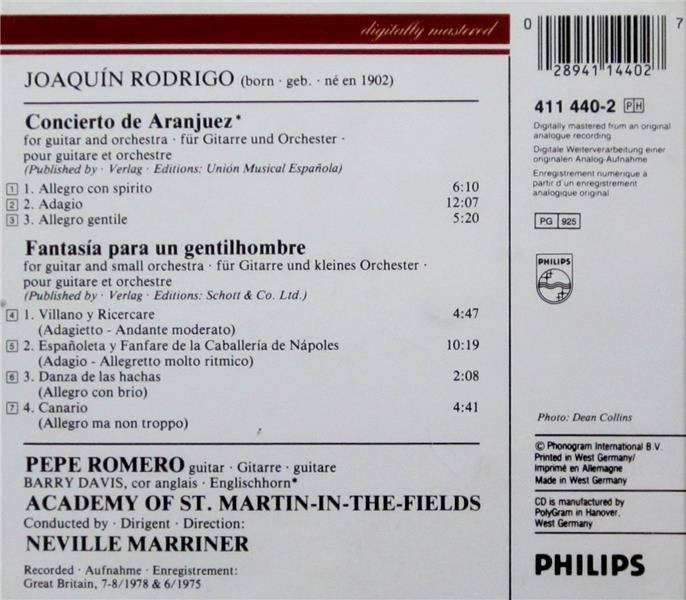 digitally mastered
JOAQUÍN RODRIGO (born · geb. · né en 1902)
Concierto de Aranjuez*
for guitar and orchestra · für Gitarre und Orchester ·
pour guitare et orchestre
(Published by · Verlag · Editions: Unión Musical Española)
1 1. Allegro con spirito 6:10
2 2. Adagio 12:07
3 3. Allegro gentile 5:20
Fantasía para un gentilhombre
for guitar and small orchestra · für Gitarre und kleines Orchester ·
pour guitare et orchestre
(Published by · Verlag · Editions: Schott & Co. Ltd.)
4 1. Villano y Ricercare 4:47
(Adagietto - Andante moderato)
5 2. Españoleta y Fanfare de la Caballería de Nápoles 10:19
(Adagio - Allegretto molto ritmico)
6 3. Danza de las hachas 2:08
(Allegro con brio)
7 4. Canario 4:41
(Allegro ma non troppo)
PEPE ROMERO guitar · Gitarre · guitare
BARRY DAVIS, cor anglais · Englischhorn*
ACADEMY OF ST. MARTIN-IN-THE-FIELDS
Conducted by · Dirigent · Direction:
NEVILLE MARRINER
Recorded · Aufnahme · Enregistrement:
Great Britain, 7-8/1978 & 6/1975
0 28941 14402 7
411 440-2 PH
Digitally mastered from an original
analogue recording
Digitale Weiterverarbeitung einer
originalen Analog-Aufnahme
Enregistrement numérique à
partir d'un enregistrement
analogique original
PG 925
PHILIPS
Photo: Dean Collins
© Phonogram International B.V.
Printed in West Germany/
Imprimé en Allemagne
Made in West Germany
CD is manufactured by
PolyGram in Hanover,
West Germany
PHILIPS